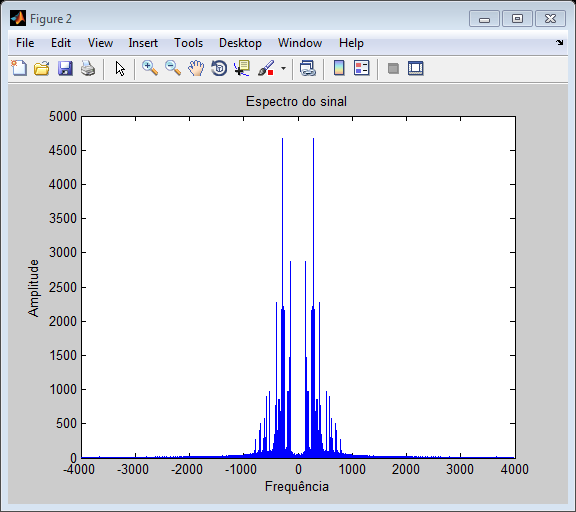 Figure 2
File Edit View Insert Tools Desktop Window Help
Espectro do sinal
5000
4500
4000
3500
3000
2500
2000
1500
1000
500
0
Amplitude
-4000 -3000 -2000 -1000 0 1000 2000 3000 4000
Frequência